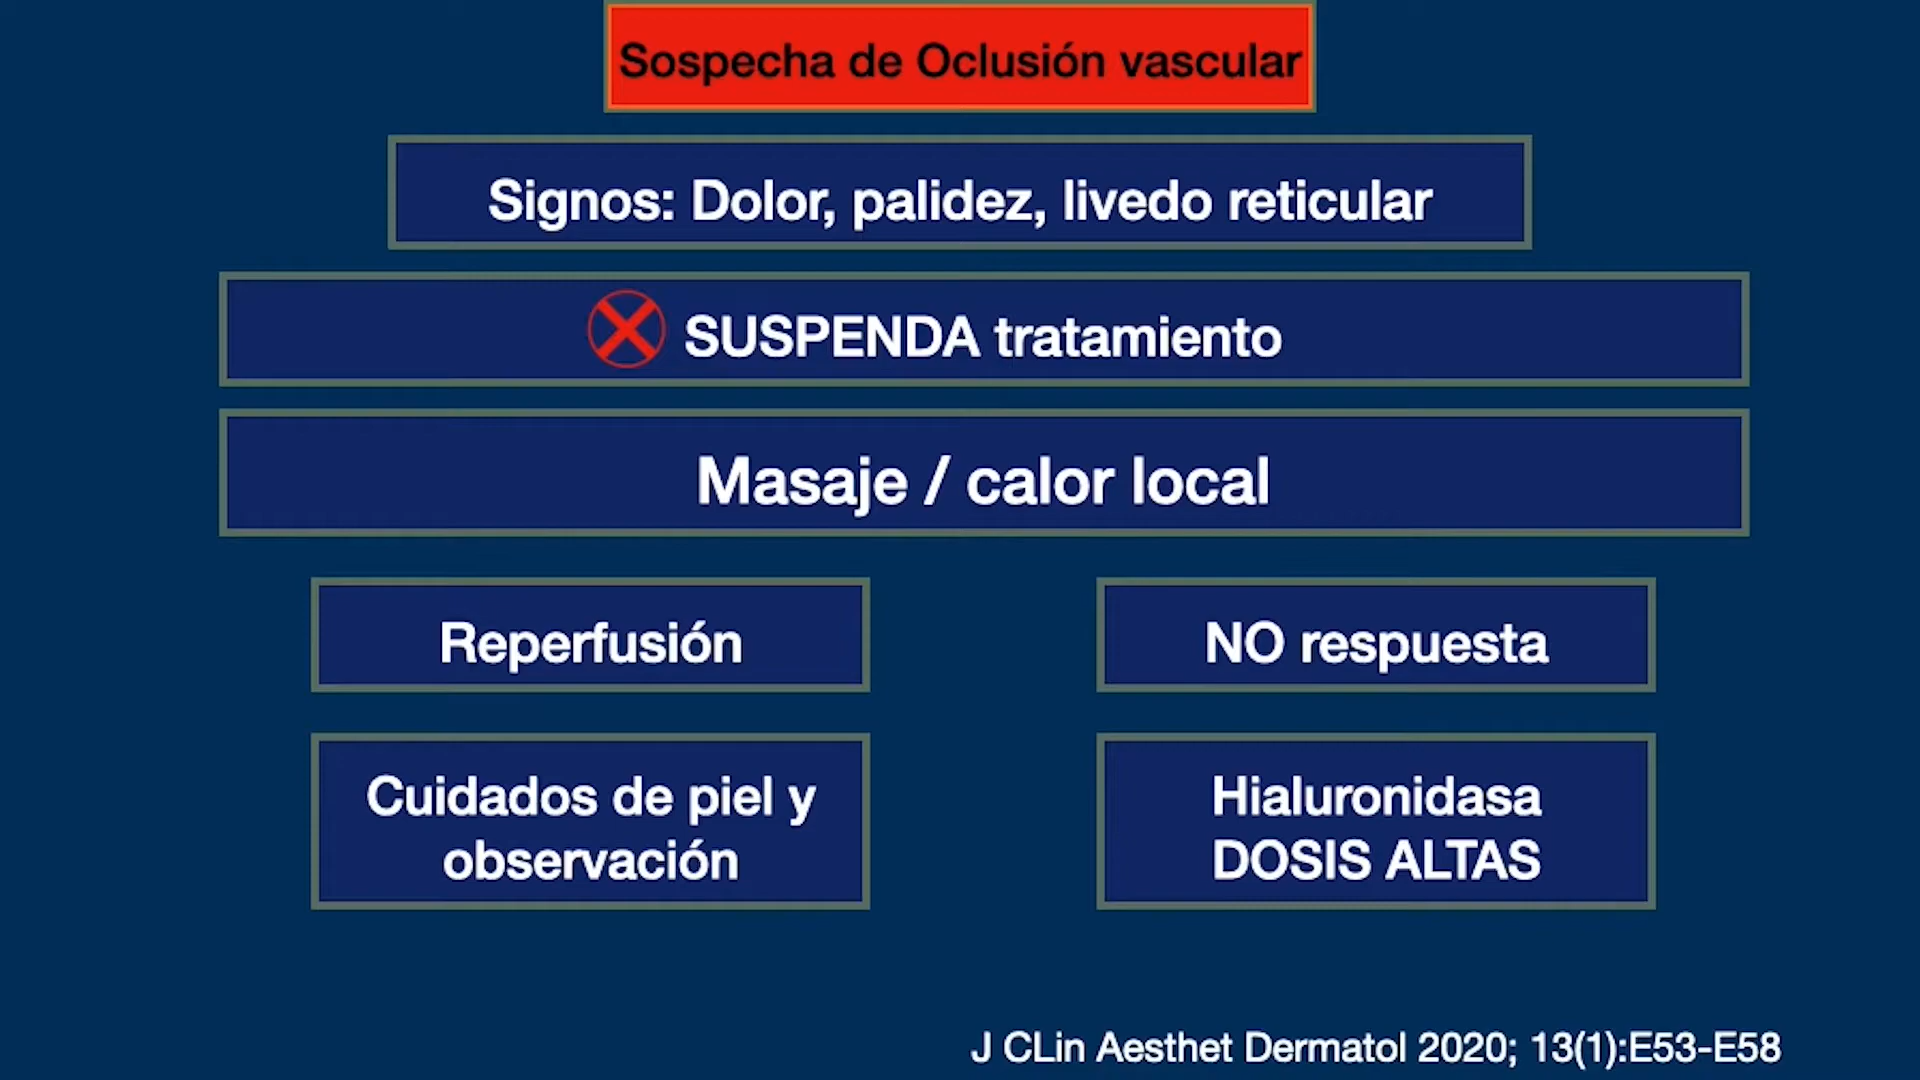 Sospecha de Oclusión vascular
Signos: Dolor, palidez, livedo reticular
SUSPENDA tratamiento
Masaje / calor local
Reperfusión
NO respuesta
Cuidados de piel y
observación
Hialuronidasa
DOSIS ALTAS
J CLin Aesthet Dermatol 2020; 13(1):E53-E58